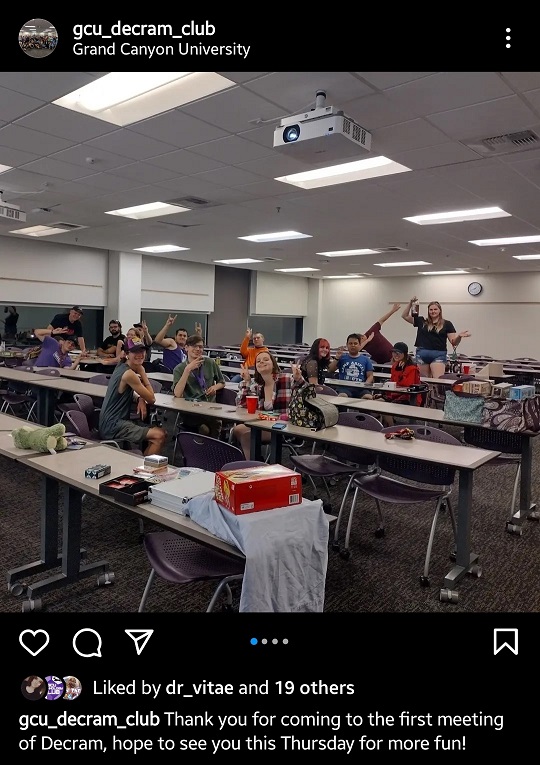 gcu_decram_club
Grand Canyon University
Liked by dr_vitae and 19 others
gcu_decram_club Thank you for coming to the first meeting
of Decram, hope to see you this Thursday for more fun!